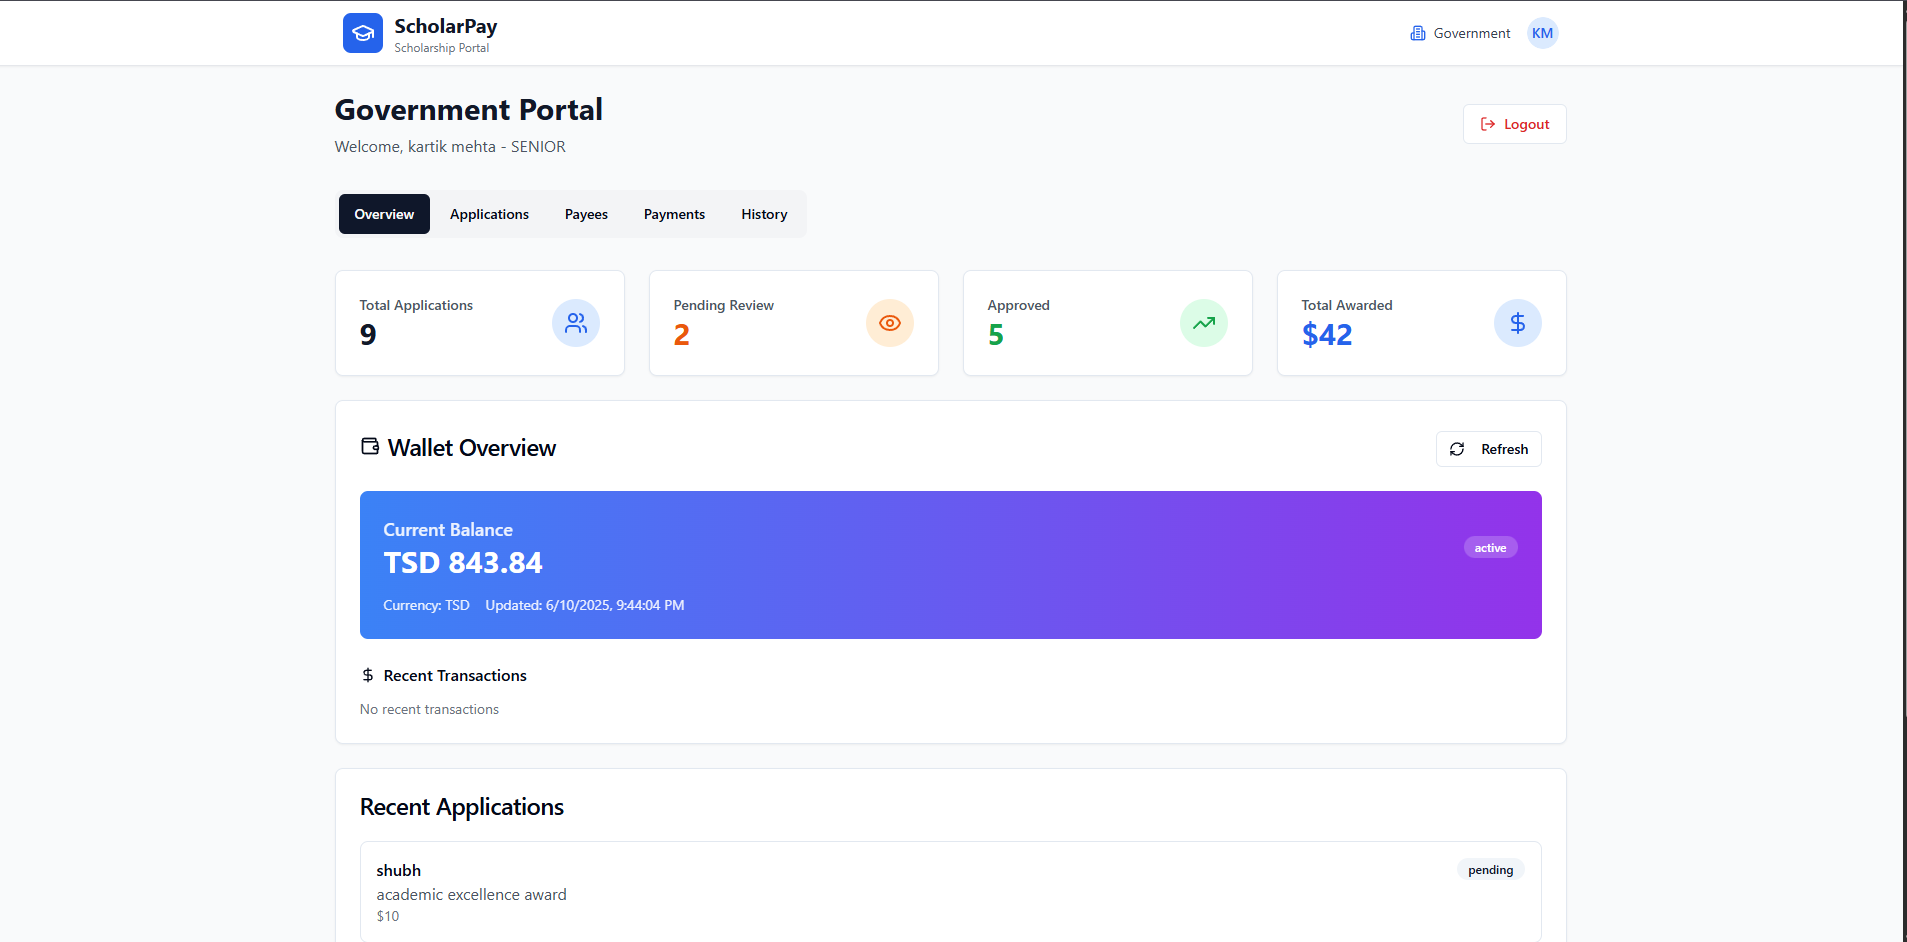 ScholarPay
Scholarship Portal
Government
KM
Government Portal
Welcome, kartik mehta - SENIOR
Logout
Overview
Applications
Payees
Payments
History
Total Applications
9
Pending Review
2
Approved
5
Total Awarded
$42
Wallet Overview
Refresh
Current Balance
TSD 843.84
active
Currency: TSD Updated: 6/10/2025, 9:44:04 PM
Recent Transactions
No recent transactions
Recent Applications
shubh
pending
academic excellence award
$10